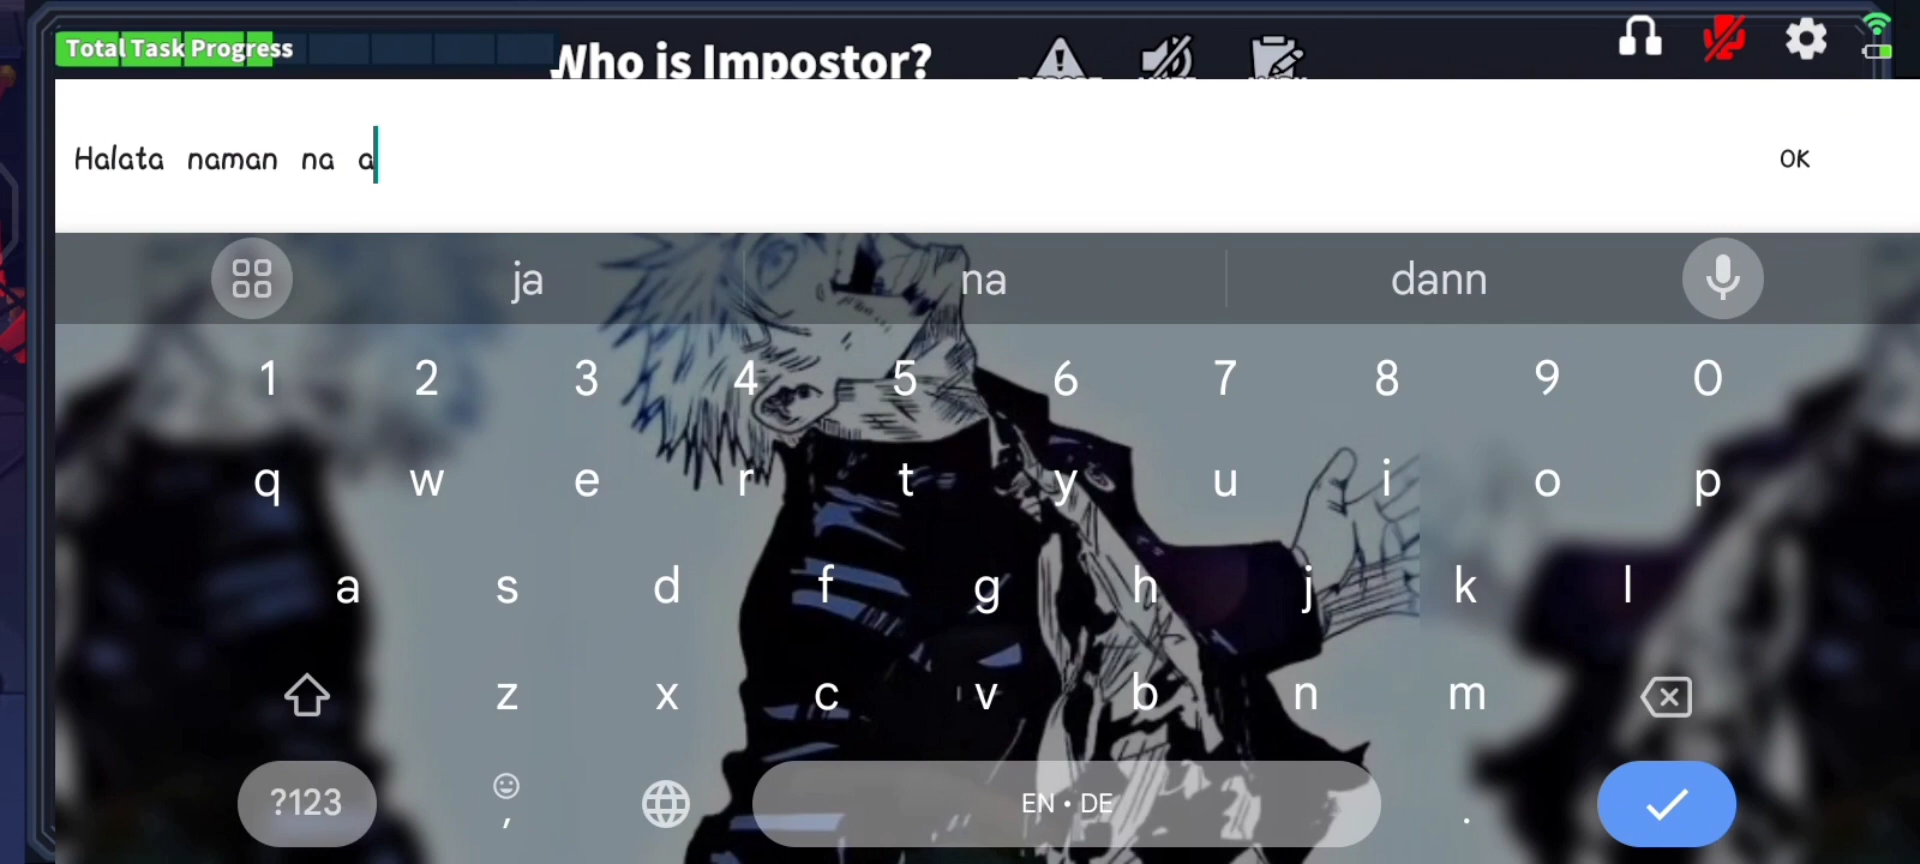 Total Task Progress
Who is Impostor?
Halata naman na a
OK
ja na dann
1 2 3 4 5 6 7 8 9 0
q w e r t y u i o p
a s d f g h j k l
z x c v b n m
?123 , EN • DE .